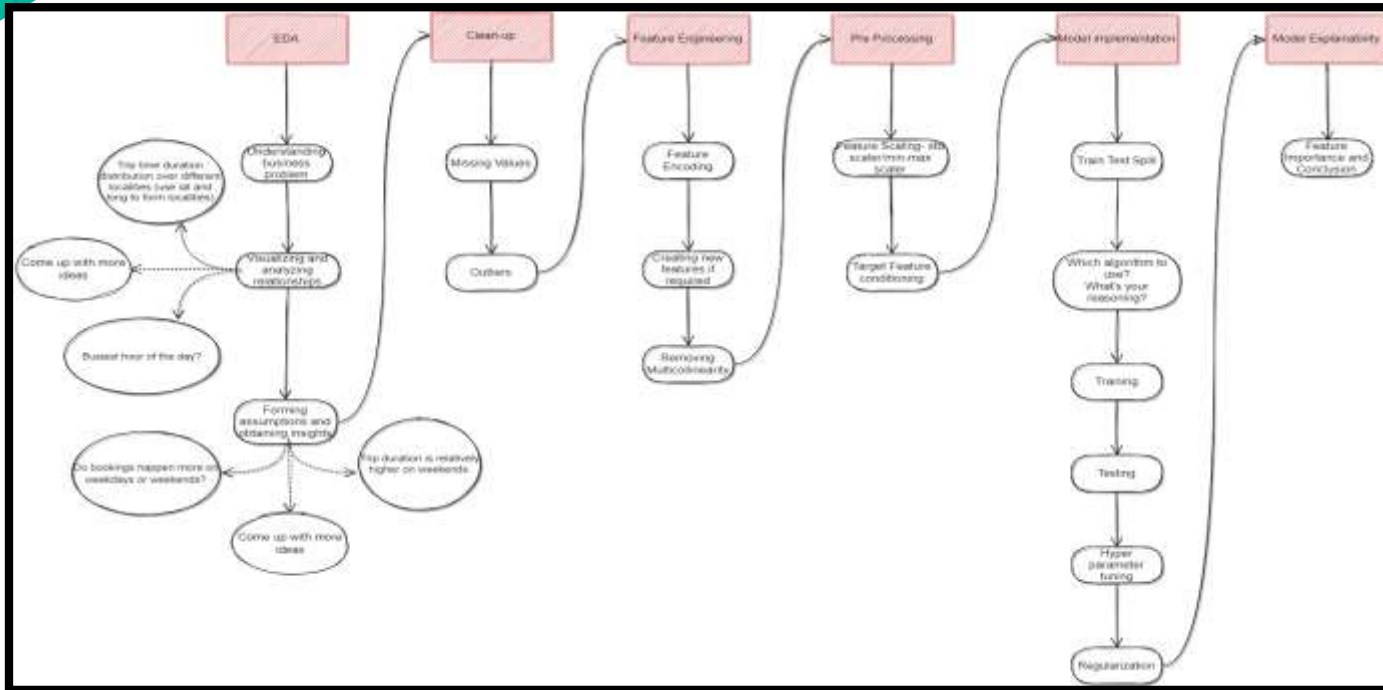 EDA
Clean-up
Feature Engineering
Pre Processing
Model implementation
Model Explainability
Understanding
business
problem
Trip time duration
distribution over different
localities (use lat and
long to form localities)
Visualizing and
analyzing
relationships
Come up with more
ideas
Busiest hour of the day?
Forming
assumptions and
obtaining insights
Do bookings happen more on
weekdays or weekends?
Trip duration is relatively
higher on weekends
Come up with more
ideas
Missing Values
Outliers
Feature
Encoding
Creating new
features if
required
Removing
Multicollinearity
Feature Scaling- std
scaler/min-max
scaler
Target Feature
conditioning
Train Test Split
Which algorithm to
use?
What's your
reasoning?
Training
Testing
Hyper
parameter
tuning
Regularization
Feature
Importance and
Conclusion